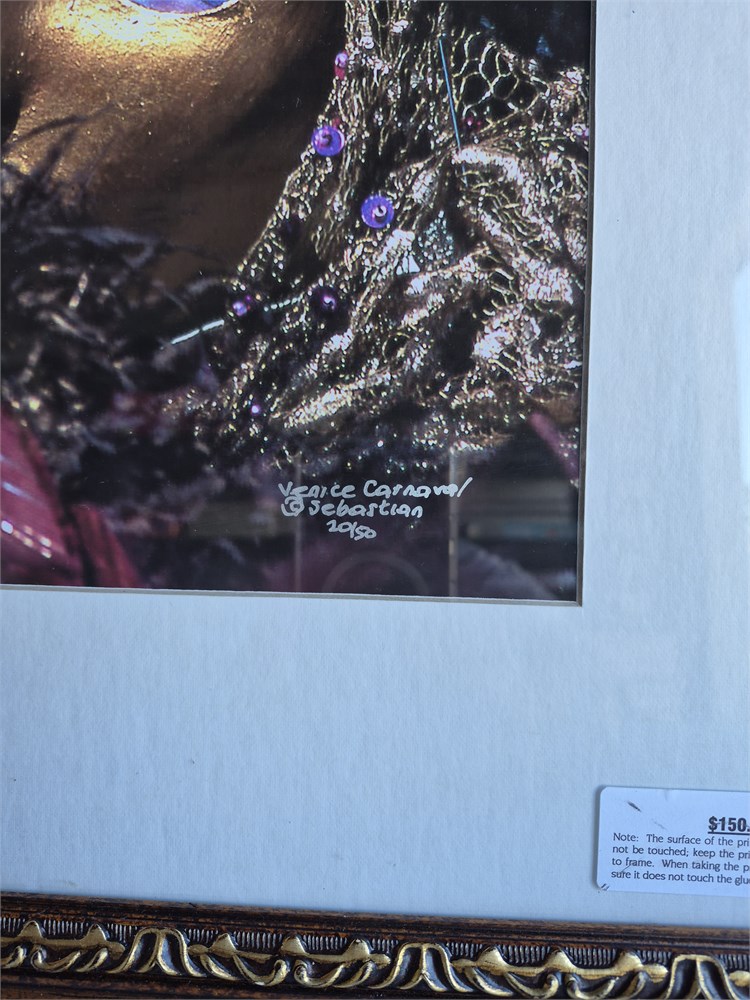 Venice Carnaval
© Sebastian
20/50
$150.
Note: The surface of the pri
not be touched; keep the pri
to frame. When taking the p
sure it does not touch the glu